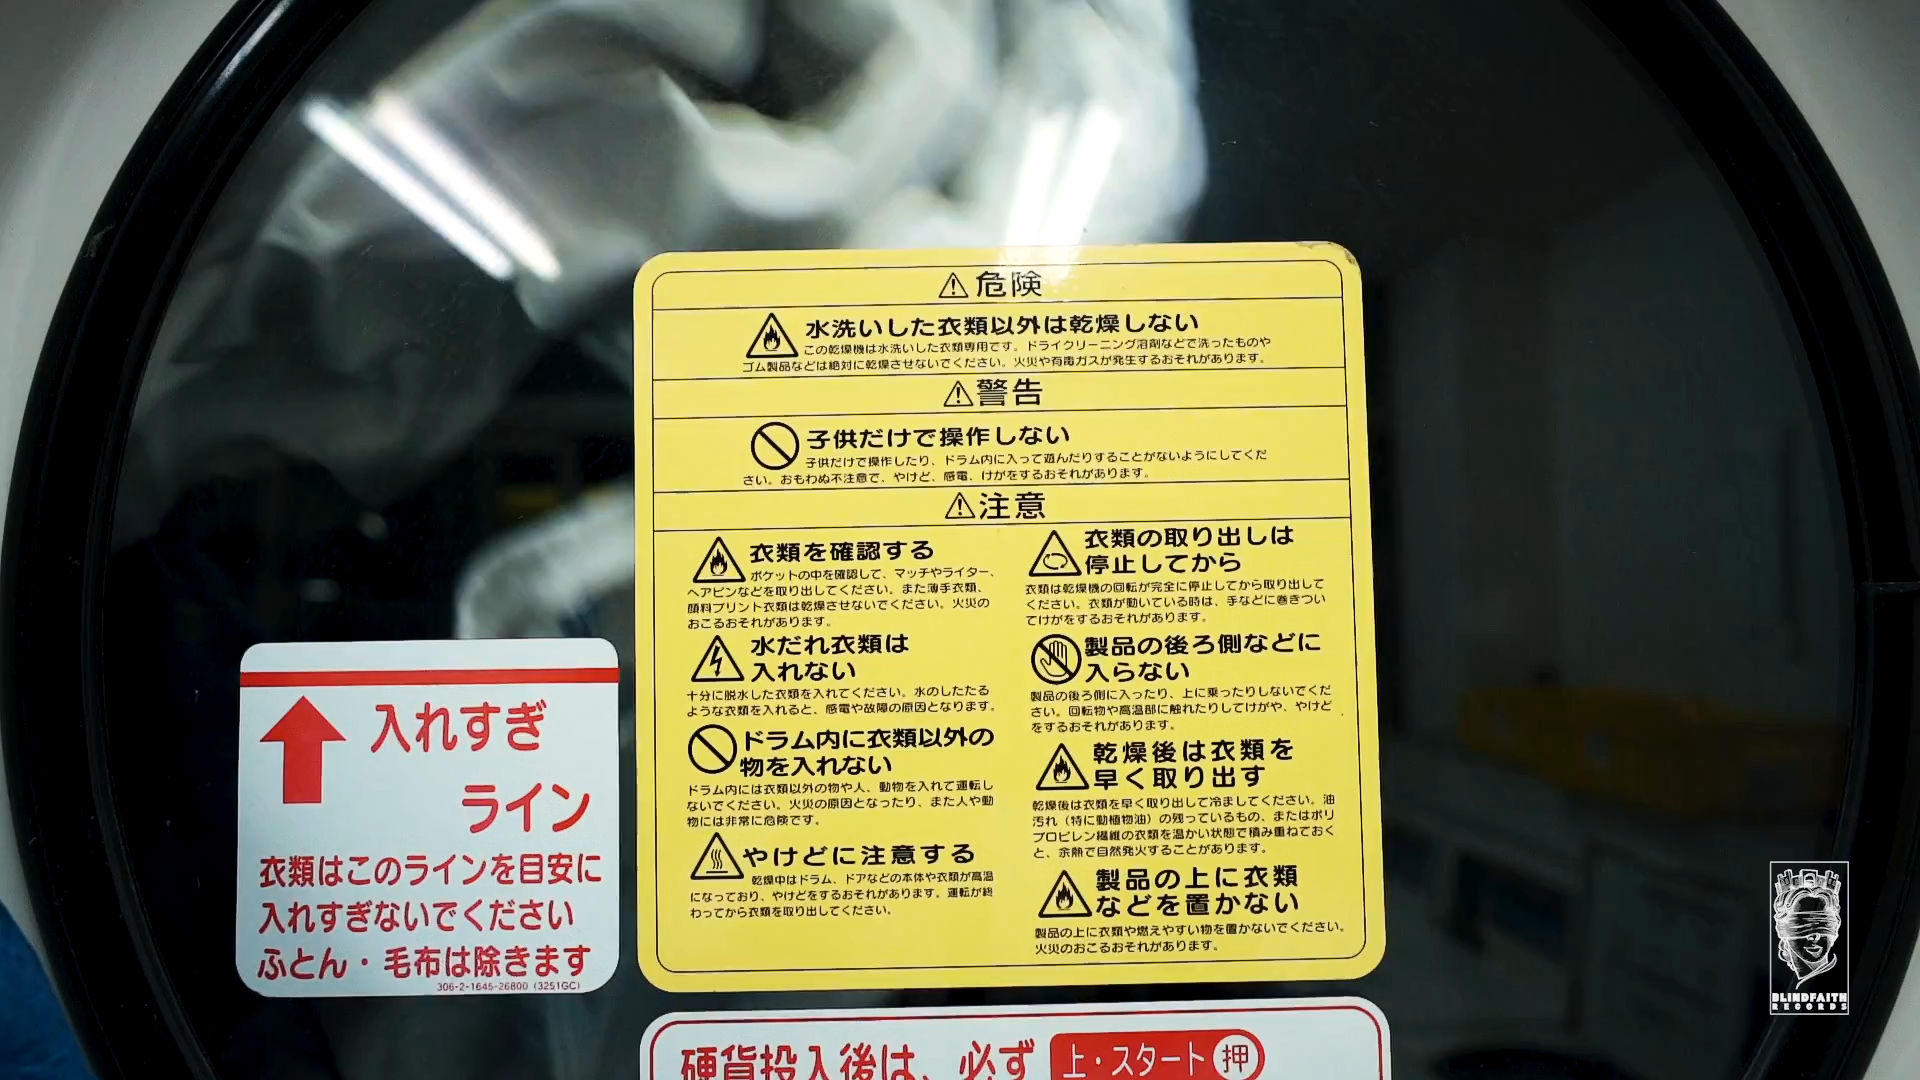 危険
水洗いした衣類以外は乾燥しない
この乾燥機は水洗いした衣類専用です。ドライクリーニング溶剤などで洗ったものや
ゴム製品などは絶対に乾燥させないでください。火災や有毒ガスが発生するおそれがあります。
警告
子供だけで操作しない
子供だけで操作したり、ドラム内に入って遊んだりすることがないようにしてくだ
さい。おもわぬ不注意で、やけど、感電、けがをするおそれがあります。
注意
衣類を確認する
ポケットの中を確認して、マッチやライター、
ヘアピンなどを取り出してください。また薄手衣類、
顔料プリント衣類は乾燥させないでください。火災の
おこるおそれがあります。
水だれ衣類は
入れない
十分に脱水した衣類を入れてください。水のしたたる
ような衣類を入れると、感電や故障の原因となります。
ドラム内に衣類以外の
物を入れない
ドラム内には衣類以外の物や人、動物を入れて運転し
ないでください。火災の原因となったり、また人や動
物には非常に危険です。
やけどに注意する
乾燥中はドラム、ドアなどの本体や衣類が高温
になっており、やけどをするおそれがあります。運転が終
わってから衣類を取り出してください。
衣類の取り出しは
停止してから
衣類は乾燥機の回転が完全に停止してから取り出して
ください。衣類が動いている時は、手などに巻きつい
てけがをするおそれがあります。
製品の後ろ側などに
入らない
製品の後ろ側に入ったり、上に乗ったりしないでくだ
さい。回転物や高温部に触れたりしてけがや、やけど
をするおそれがあります。
乾燥後は衣類を
早く取り出す
乾燥後は衣類を早く取り出して冷ましてください。油
汚れ（特に動植物油）の残っているもの、またはポリ
プロピレン繊維の衣類を温かい状態で積み重ねておく
と、余熱で自然発火することがあります。
製品の上に衣類
などを置かない
製品の上に衣類や燃えやすい物を置かないでください。
火災のおこるおそれがあります。
入れすぎ
ライン
衣類はこのラインを目安に
入れすぎないでください
ふとん・毛布は除きます
306-2-1645-26800 (3251GC)
硬貨投入後は、必ず 上・スタート 押
BLINDFAITH
RECORDS